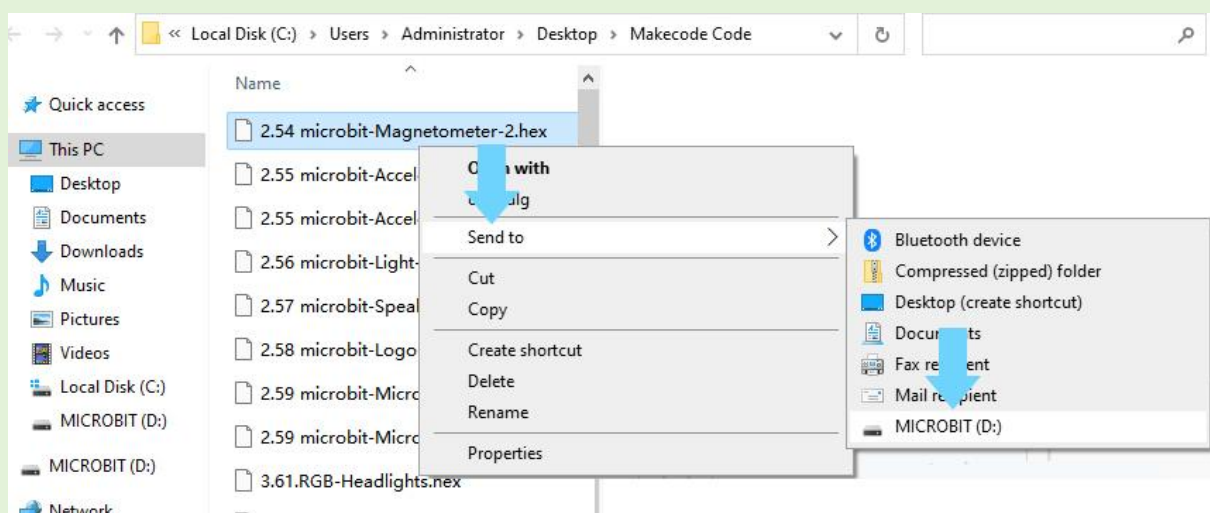 « Local Disk (C:) › Users › Administrator › Desktop › Makecode Code
Name
Quick access
This PC
Desktop
Documents
Downloads
Music
Pictures
Videos
Local Disk (C:)
MICROBIT (D:)
MICROBIT (D:)
Network
2.54 microbit-Magnetometer-2.hex
2.55 microbit-Accel
2.55 microbit-Accel
2.56 microbit-Light-
2.57 microbit-Speal
2.58 microbit-Logo
2.59 microbit-Micro
2.59 microbit-Micro
3.61.RGB-Headlights.hex
with
Send to
Cut
Copy
Create shortcut
Delete
Rename
Properties
Bluetooth device
Compressed (zipped) folder
Desktop (create shortcut)
Documents
Fax recipient
Mail recipient
MICROBIT (D:)